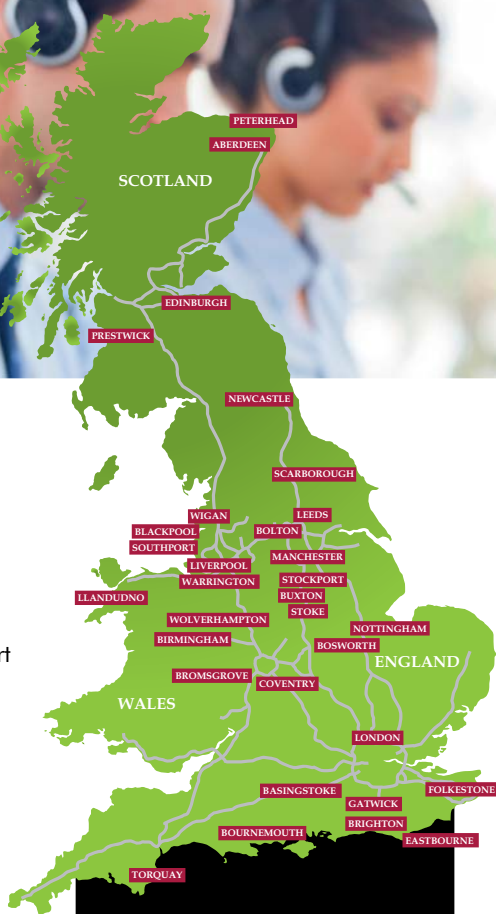 PETERHEAD
ABERDEEN
SCOTLAND
EDINBURGH
PRESTWICK
NEWCASTLE
SCARBOROUGH
WIGAN
LEEDS
BLACKPOOL
BOLTON
SOUTHPORT
MANCHESTER
LIVERPOOL
WARRINGTON
STOCKPORT
LLANDUDNO
BUXTON
STOKE
WOLVERHAMPTON
NOTTINGHAM
BIRMINGHAM
BOSWORTH
rt
ENGLAND
BROMSGROVE
COVENTRY
WALES
LONDON
BASINGSTOKE
FOLKESTONE
GATWICK
BRIGHTON
BOURNEMOUTH
EASTBOURNE
TORQUAY